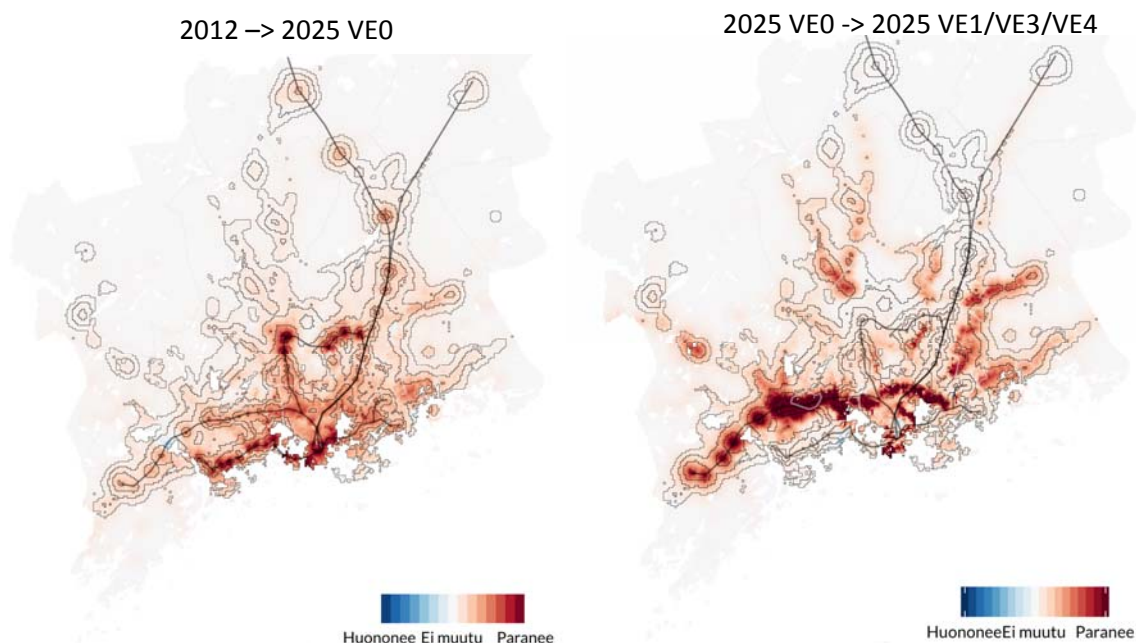 2012 –> 2025 VE0
2025 VE0 -> 2025 VE1/VE3/VE4
Huononee Ei muutu Paranee
HuononeeEi muutu Paranee